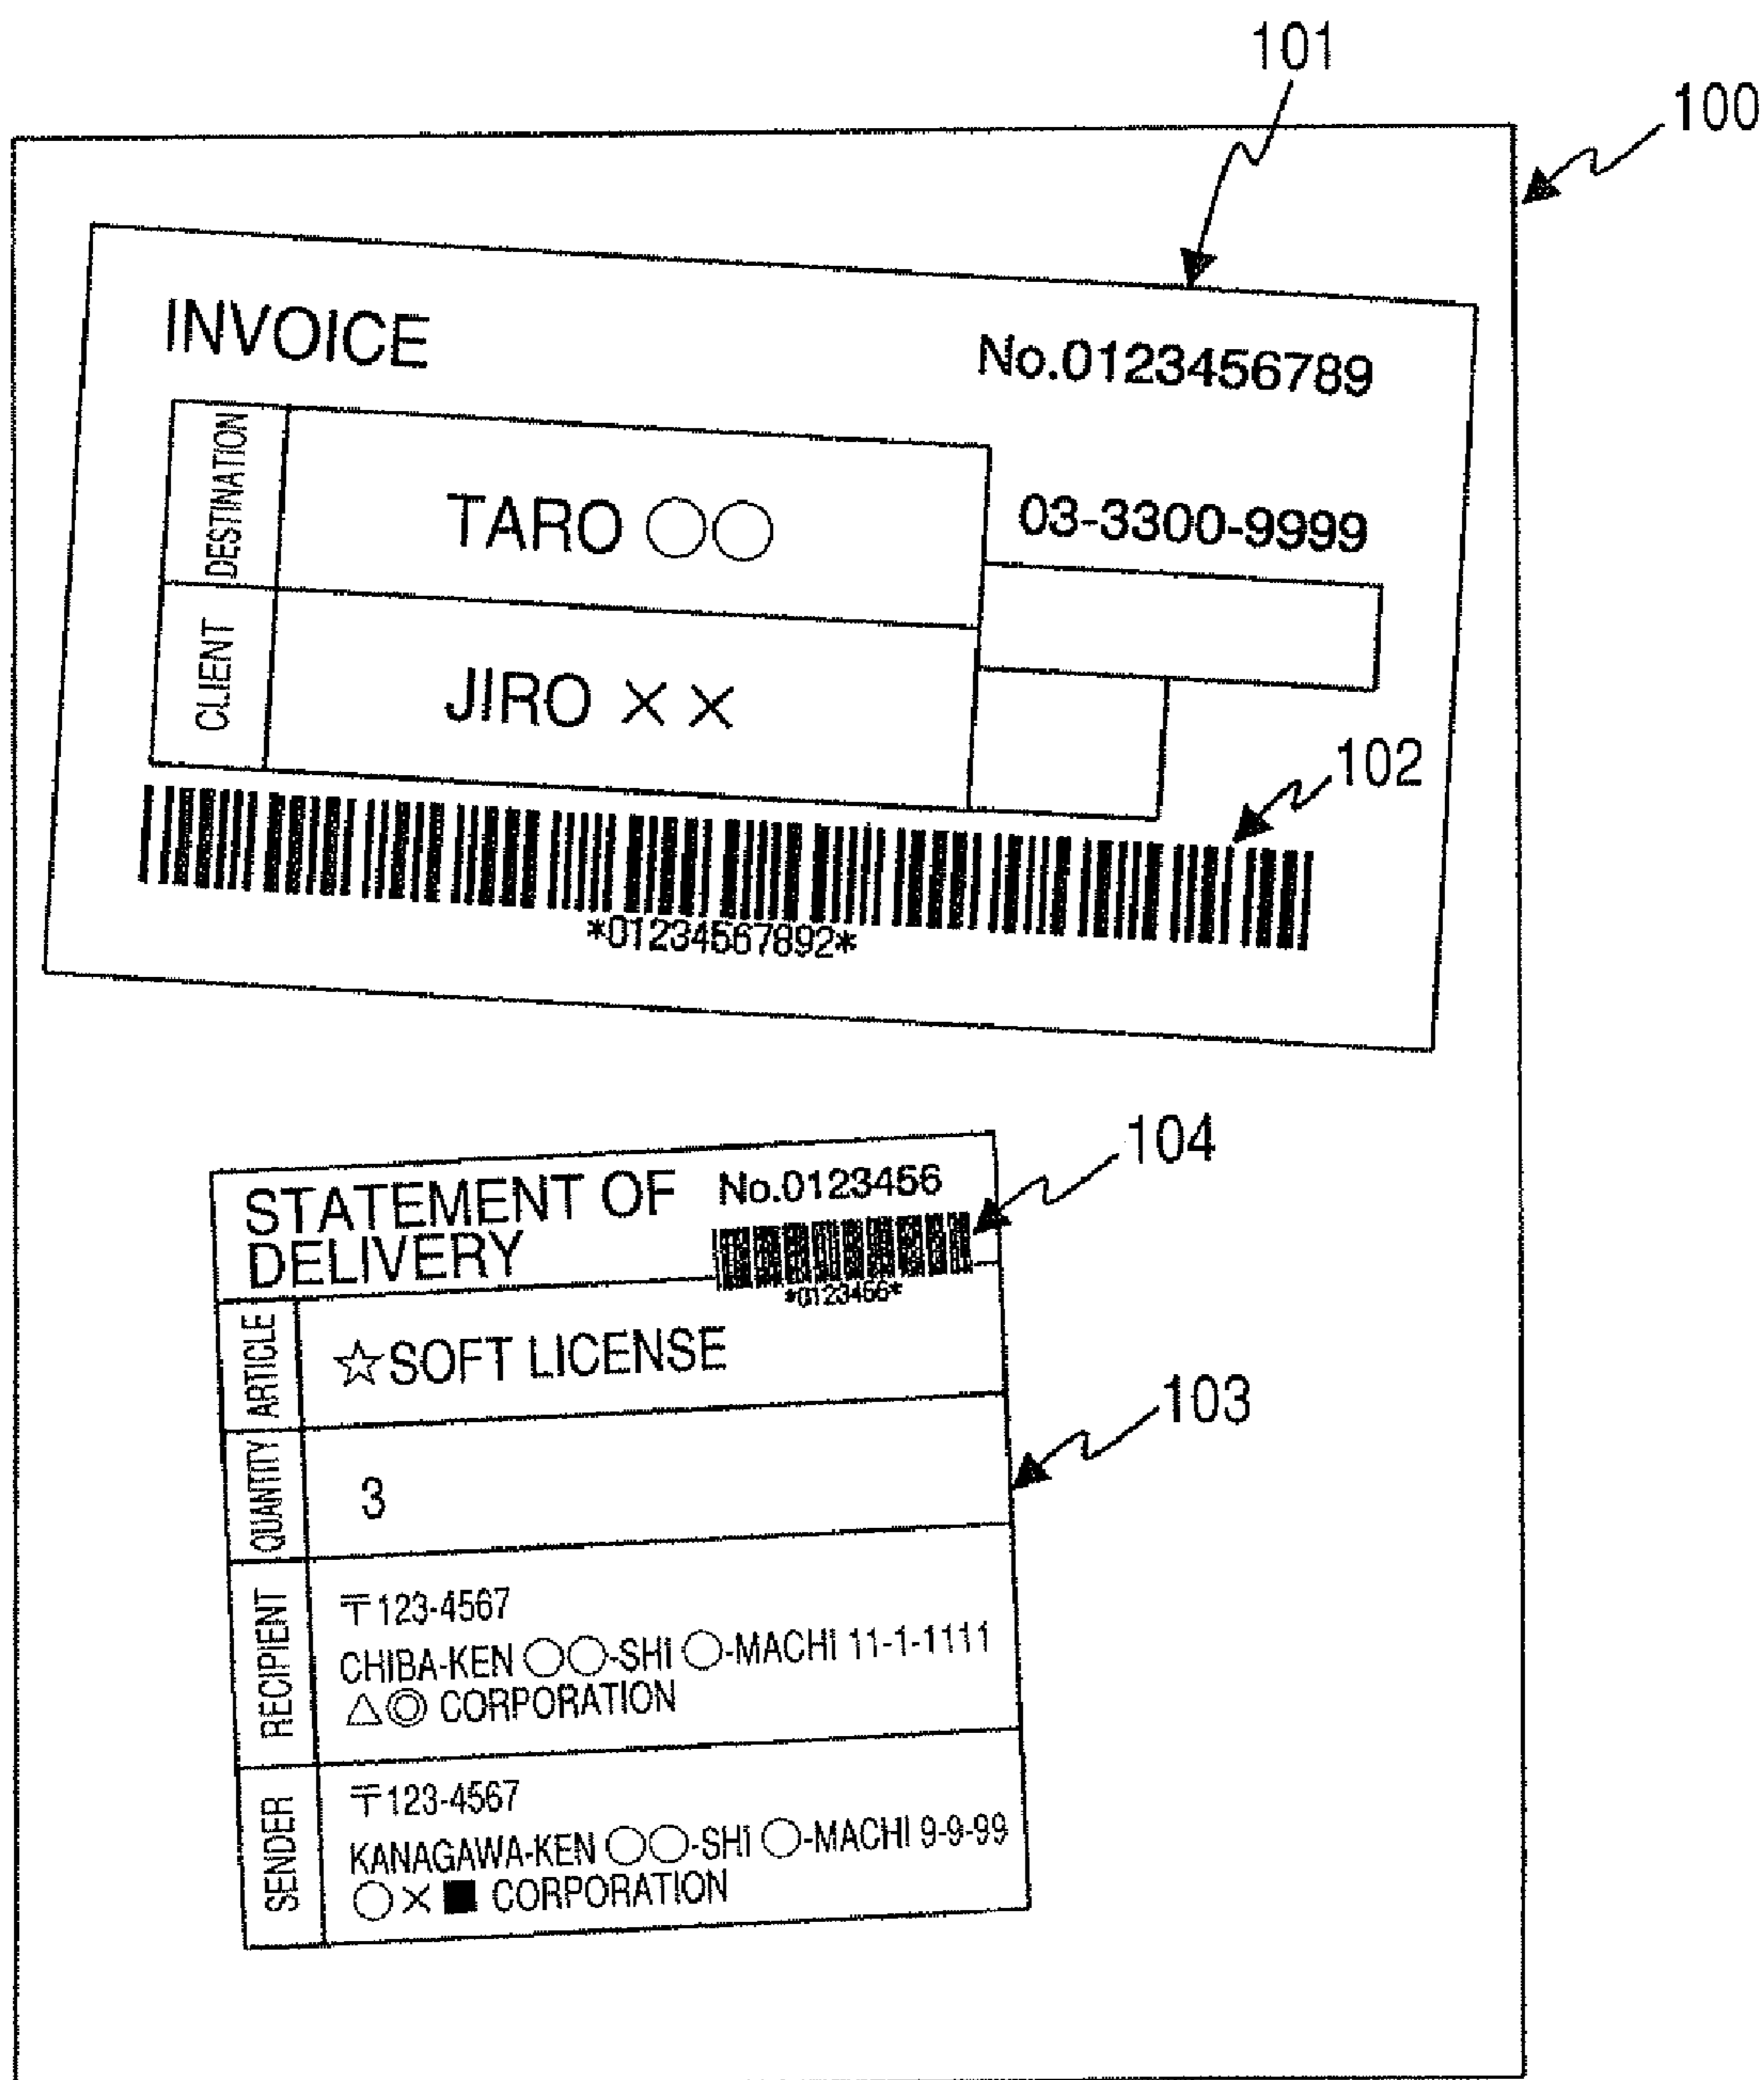 101
100
INVOICE
No.0123456789
DESTINATION
TARO ○○
03-3300-9999
CLIENT
JIRO ××
102
*01234567892*
104
STATEMENT OF
DELIVERY
No.0123456
*0123456*
ARTICLE
☆SOFT LICENSE
103
QUANTITY
3
RECIPIENT
〒123-4567
CHIBA-KEN ○○-SHI ○-MACHI 11-1-1111
△◎ CORPORATION
SENDER
〒123-4567
KANAGAWA-KEN ○○-SHI ○-MACHI 9-9-99
○×■ CORPORATION